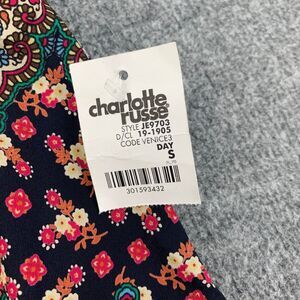 charlotte
russe
STYLE JE9703
D/CL 19-1905
CODE VENICE3
DAY
S
301593432